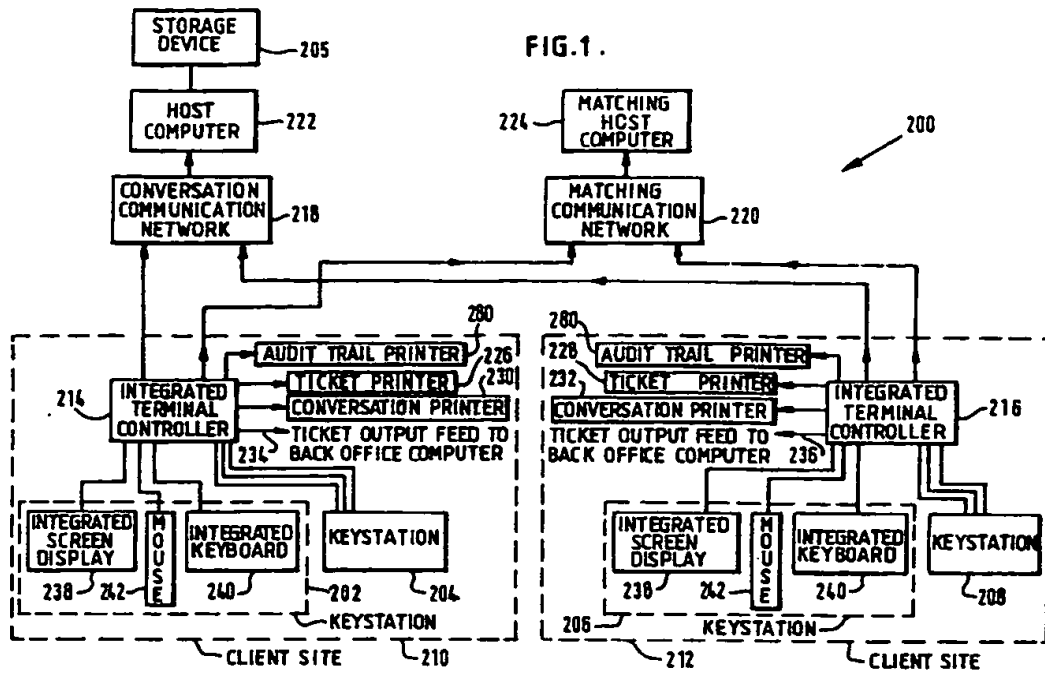 STORAGE
DEVICE
205
FIG.1.
HOST
COMPUTER
222
224
MATCHING
HOST
COMPUTER
200
CONVERSATION
COMMUNICATION
NETWORK
218
MATCHING
COMMUNICATION
NETWORK
220
280
AUDIT TRAIL PRINTER
226
TICKET PRINTER
230
CONVERSATION PRINTER
214
INTEGRATED
TERMINAL
CONTROLLER
234
TICKET OUTPUT FEED TO
BACK OFFICE COMPUTER
INTEGRATED
SCREEN
DISPLAY
238
MOUSE
242
INTEGRATED
KEYBOARD
240
202
KEYSTATION
204
KEYSTATION
CLIENT SITE
210
280
AUDIT TRAIL PRINTER
228
TICKET PRINTER
232
CONVERSATION PRINTER
INTEGRATED
TERMINAL
CONTROLLER
216
TICKET OUTPUT FEED TO
BACK OFFICE COMPUTER
236
INTEGRATED
SCREEN
DISPLAY
238
MOUSE
242
INTEGRATED
KEYBOARD
240
KEYSTATION
208
206
KEYSTATION
212
CLIENT SITE